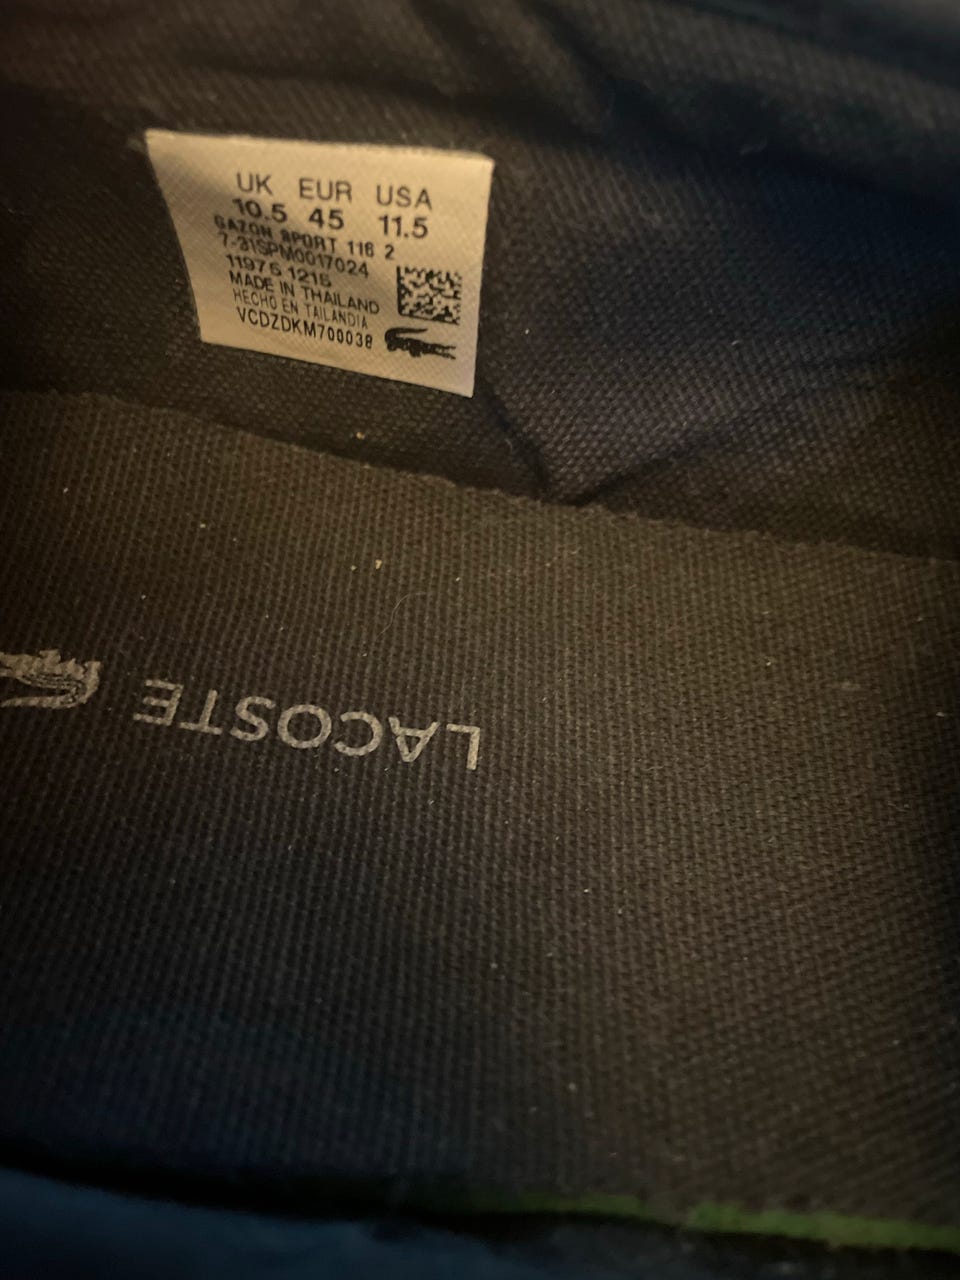 UK EUR USA
10.5 45 11.5
GAZON SPORT 116 2
7-31SPM0017024
11976 1215
MADE IN THAILAND
HECHO EN TAILANDIA
VCDZDKM700038
LACOSTE